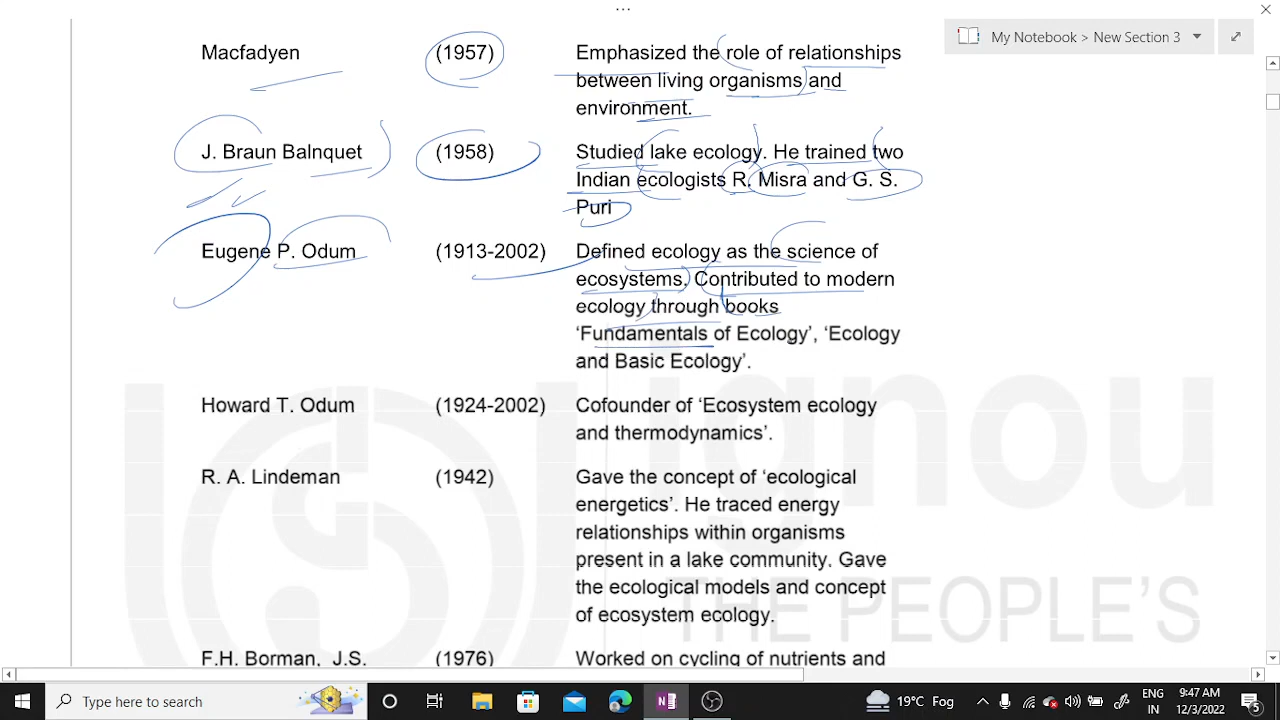 ...
My Notebook > New Section 3
Macfadyen (1957) Emphasized the role of relationships
between living organisms and
environment.
J. Braun Balnquet (1958) Studied lake ecology. He trained two
Indian ecologists R. Misra and G. S.
Puri
Eugene P. Odum (1913-2002) Defined ecology as the science of
ecosystems. Contributed to modern
ecology through books
‘Fundamentals of Ecology’, ‘Ecology
and Basic Ecology’.
Howard T. Odum (1924-2002) Cofounder of ‘Ecosystem ecology
and thermodynamics’.
R. A. Lindeman (1942) Gave the concept of ‘ecological
energetics’. He traced energy
relationships within organisms
present in a lake community. Gave
the ecological models and concept
of ecosystem ecology.
F.H. Borman, J.S. (1976) Worked on cycling of nutrients and
ignou
THE PEOPLE'S
Type here to search
19°C Fog
ENG
IN
9:47 AM
12/3/2022
5